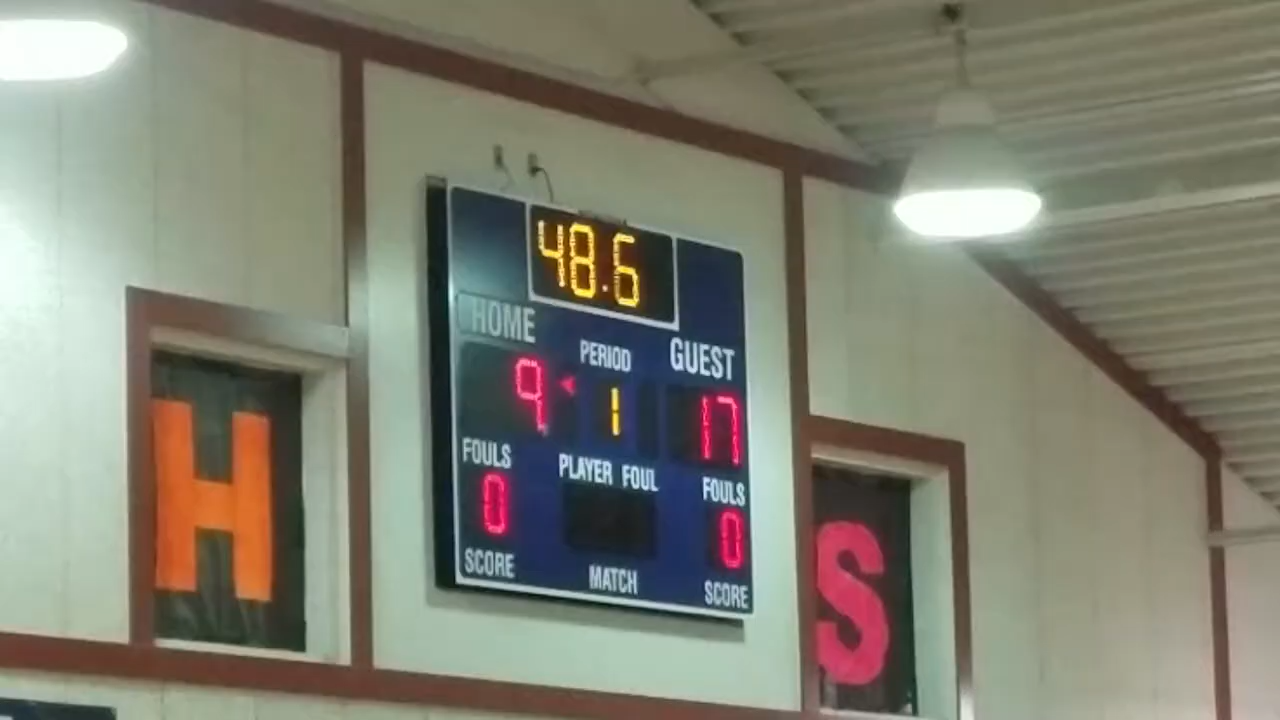 48.6
HOME
PERIOD
GUEST
9
1
17
FOULS
PLAYER FOUL
FOULS
0
0
SCORE
MATCH
SCORE
H
S